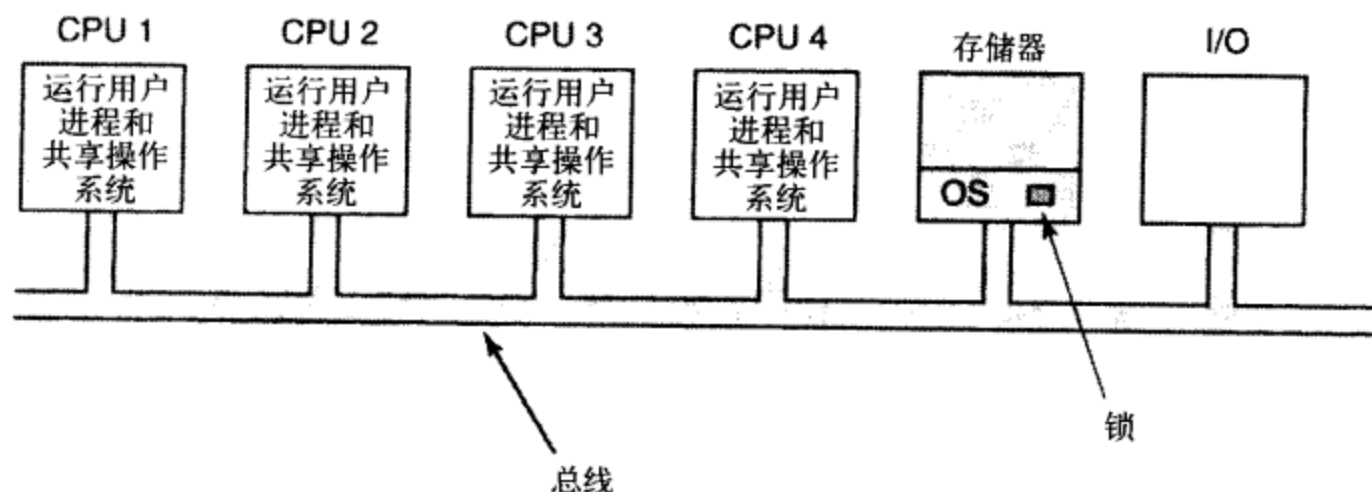 CPU 1
CPU 2
CPU 3
CPU 4
存储器
I/O
运行用户
进程和
共享操作
系统
运行用户
进程和
共享操作
系统
运行用户
进程和
共享操作
系统
运行用户
进程和
共享操作
系统
OS
锁
总线